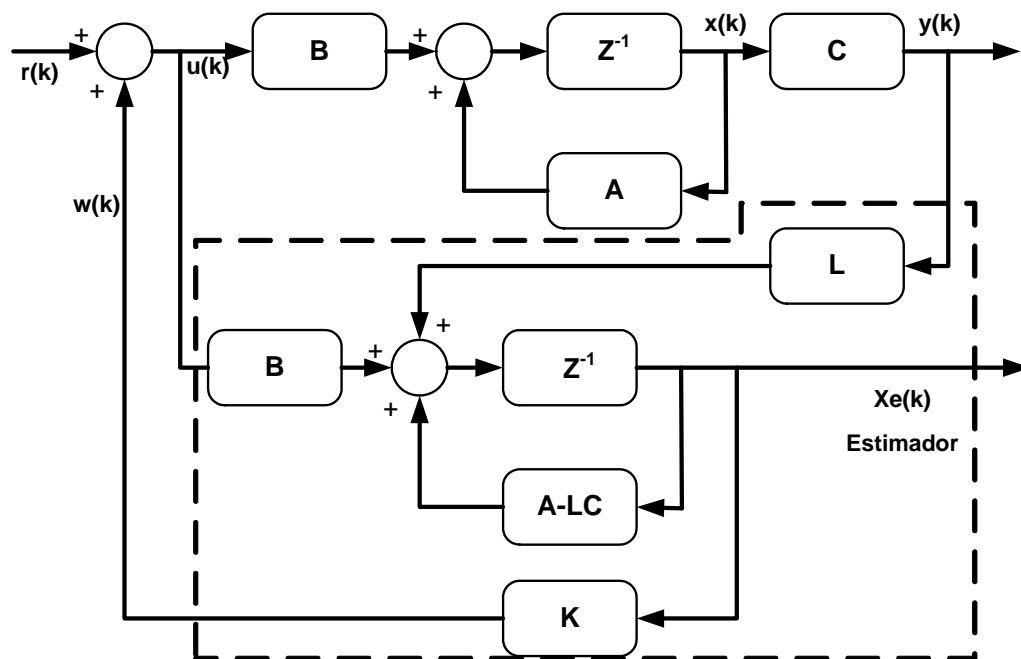 x(k)
y(k)
+
+
B
Z⁻¹
C
r(k)
u(k)
+
+
A
w(k)
L
+
+
B
Z⁻¹
+
Xe(k)
Estimador
A-LC
K